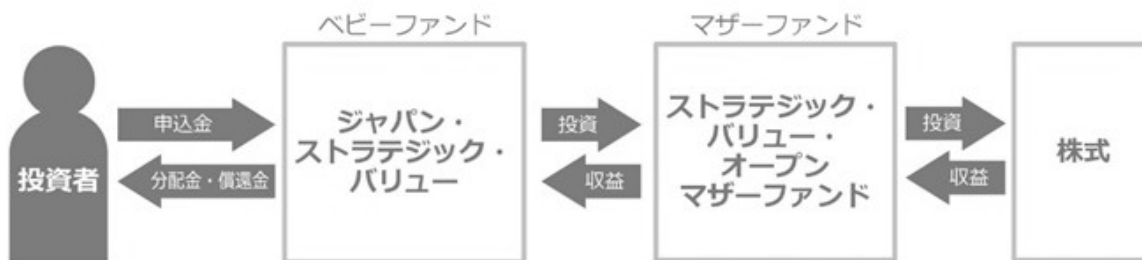 ベビーファンド
マザーファンド
投資者
申込金
分配金・償還金
ジャパン・
ストラテジック・
バリュー
投資
収益
ストラテジック・
バリュー・
オープン
マザーファンド
投資
収益
株式